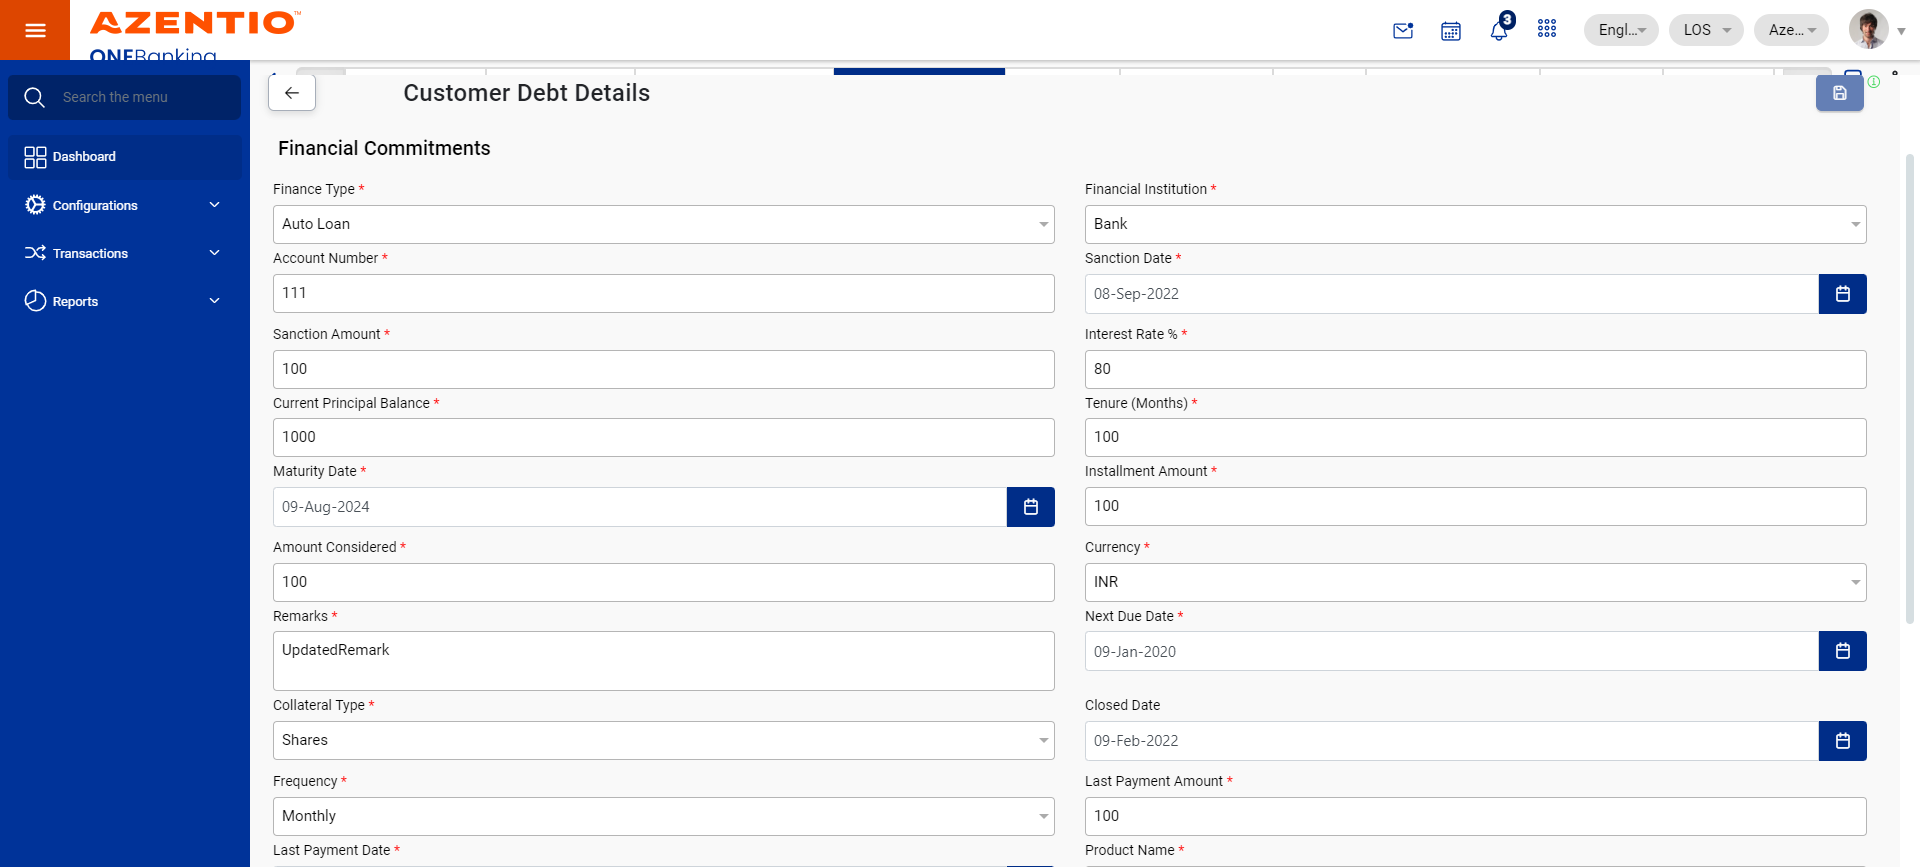 AZENTIO™
ONEBanking
3
Engl...
LOS
Aze...
Search the menu
Dashboard
Configurations
Transactions
Reports
Customer Debt Details
Financial Commitments
Finance Type *
Financial Institution *
Auto Loan
Bank
Account Number *
Sanction Date *
111
08-Sep-2022
Sanction Amount *
Interest Rate % *
100
80
Current Principal Balance *
Tenure (Months) *
1000
100
Maturity Date *
Installment Amount *
09-Aug-2024
100
Amount Considered *
Currency *
100
INR
Remarks *
Next Due Date *
UpdatedRemark
09-Jan-2020
Collateral Type *
Closed Date
Shares
09-Feb-2022
Frequency *
Last Payment Amount *
Monthly
100
Last Payment Date *
Product Name *